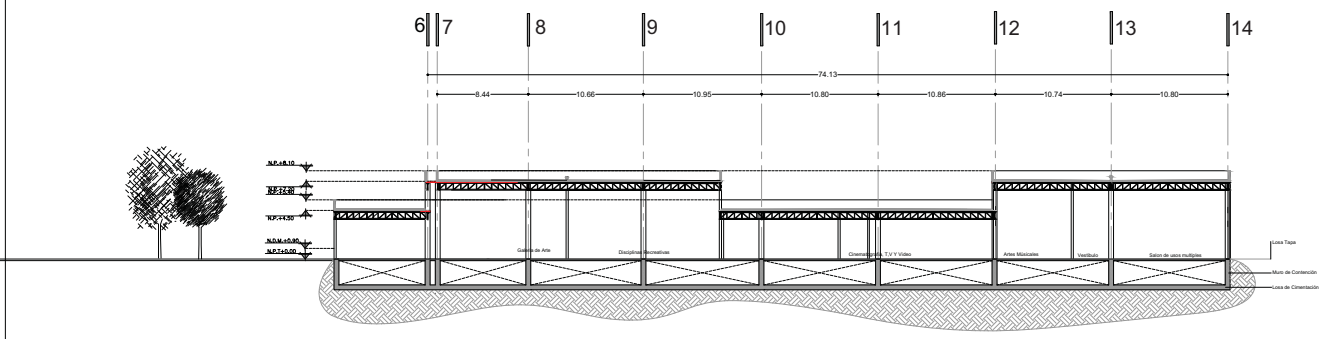 6 7 8 9 10 11 12 13 14
74.13
8.44 10.66 10.95 10.80 10.86 10.74 10.80
N.P.+8.10
N.P.+4.50
N.D.M.+0.90
N.P.T+0.00
Galeria de Arte
Disciplinas Recreativas
Cinematografia, T.V Y Video
Artes Músicales
Vestíbulo
Salon de usos multiples
Losa Tapa
Muro de Contención
Losa de Cimentación